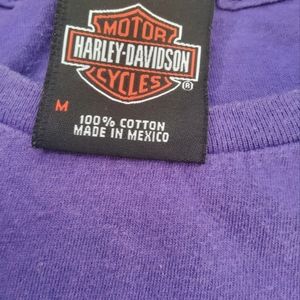 MOTOR
HARLEY-DAVIDSON
CYCLES
®
M
100% COTTON
MADE IN MEXICO